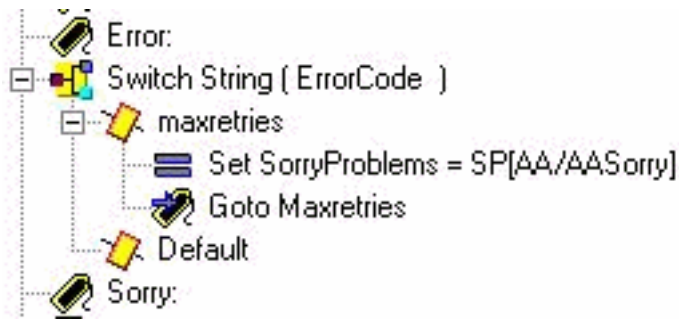 Error:
Switch String ( ErrorCode  )
maxretries
Set SorryProblems = SP[AA/AASorry]
Goto Maxretries
Default
Sorry: